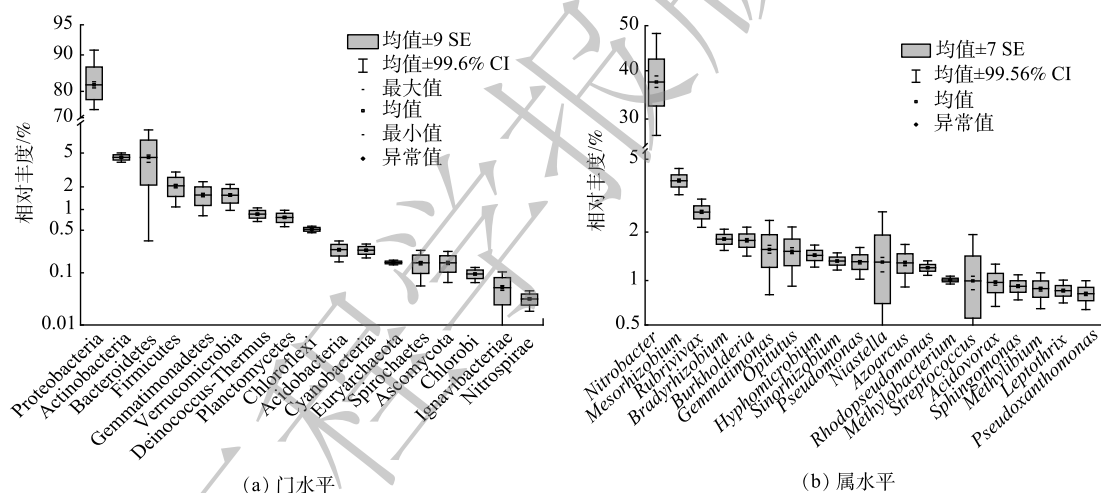 95
90
80
70
5
2
1
0.5
0.1
0.01
相对丰度/%
均值±9 SE
均值±99.6% CI
最大值
均值
最小值
异常值
Proteobacteria
Actinobacteria
Bacteroidetes
Firmicutes
Gemmatimonadetes
Verrucomicrobia
Deinococcus-Thermus
Planctomycetes
Chloroflexi
Acidobacteria
Cyanobacteria
Euryarchaeota
Spirochaetes
Ascomycota
Chlorobi
Ignavibacteriae
Nitrospirae
(a) 门水平
50
40
30
5
2
1
0.5
相对丰度/%
均值±7 SE
均值±99.56% CI
均值
异常值
Nitrobacter
Mesorhizobium
Rubrivivax
Bradyrhizobium
Burkholderia
Gemmatimonas
Opitutus
Hyphomicrobium
Sinorhizobium
Pseudomonas
Niastella
Azoarcus
Rhodopseudomonas
Methylobacterium
Streptococcus
Acidovorax
Sphingomonas
Methylibium
Leptothrix
Pseudoxanthomonas
(b) 属水平
工程学报